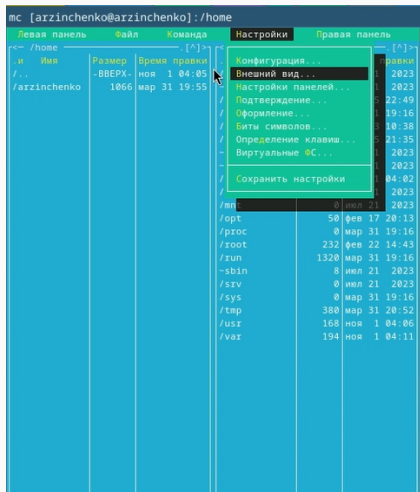 mc [arzinchenko@arzinchenko]:/home
Левая панель Файл Команда Настройки Правая панель
<— /home .[^]>
.и Имя Размер Время правки
/.. -ВВЕРХ- ноя 1 04:05
/arzinchenko 1066 мар 31 19:55
Конфигурация... правки
Внешний вид... 2023
Настройки панелей... 2023
Подтверждение... 22:49
Оформление... 19:16
Биты символов... 10:38
Определение клавиш... 21:35
Виртуальные ФС... 2023
2023
Сохранить настройки 04:02
2023
/mnt 0 июл 21 2023
/opt 50 фев 17 20:13
/proc 0 мар 31 19:16
/root 232 фев 22 14:43
/run 1320 мар 31 19:16
~sbin 8 июл 21 2023
/srv 0 июл 21 2023
/sys 0 мар 31 19:16
/tmp 380 мар 31 20:52
/usr 168 ноя 1 04:06
/var 194 ноя 1 04:11